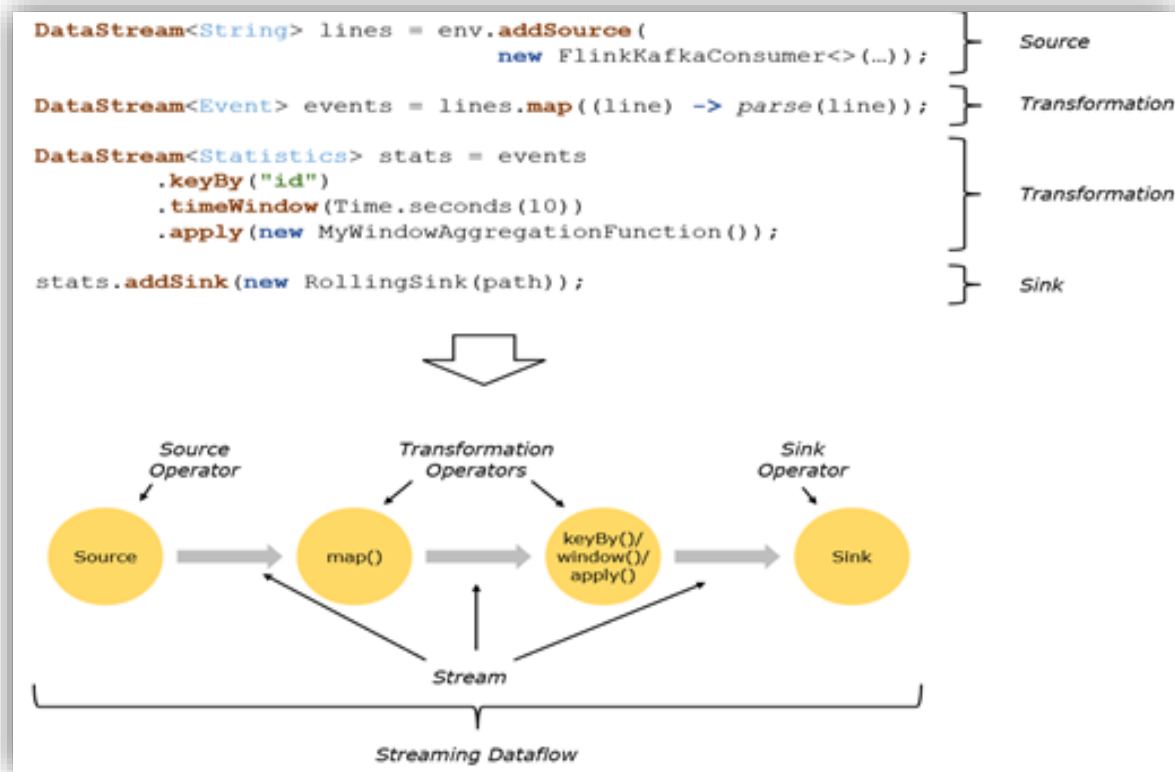 DataStream<String> lines = env.addSource(
new FlinkKafkaConsumer<>(…));
Source
DataStream<Event> events = lines.map((line) -> parse(line));
Transformation
DataStream<Statistics> stats = events
.keyBy("id")
.timeWindow(Time.seconds(10))
.apply(new MyWindowAggregationFunction());
Transformation
stats.addSink(new RollingSink(path));
Sink
Source
Operator
Transformation
Operators
Sink
Operator
Source
map()
keyBy()/
window()/
apply()
Sink
Stream
Streaming Dataflow